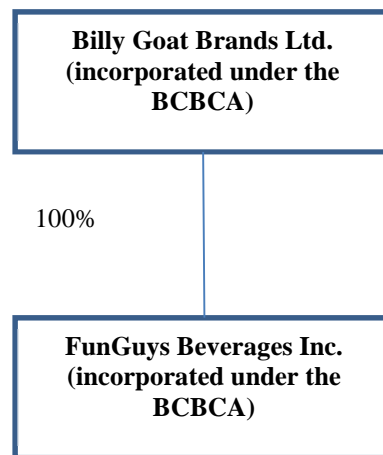 Billy Goat Brands Ltd.
(incorporated under the
BCBCA)
100%
FunGuys Beverages Inc.
(incorporated under the
BCBCA)